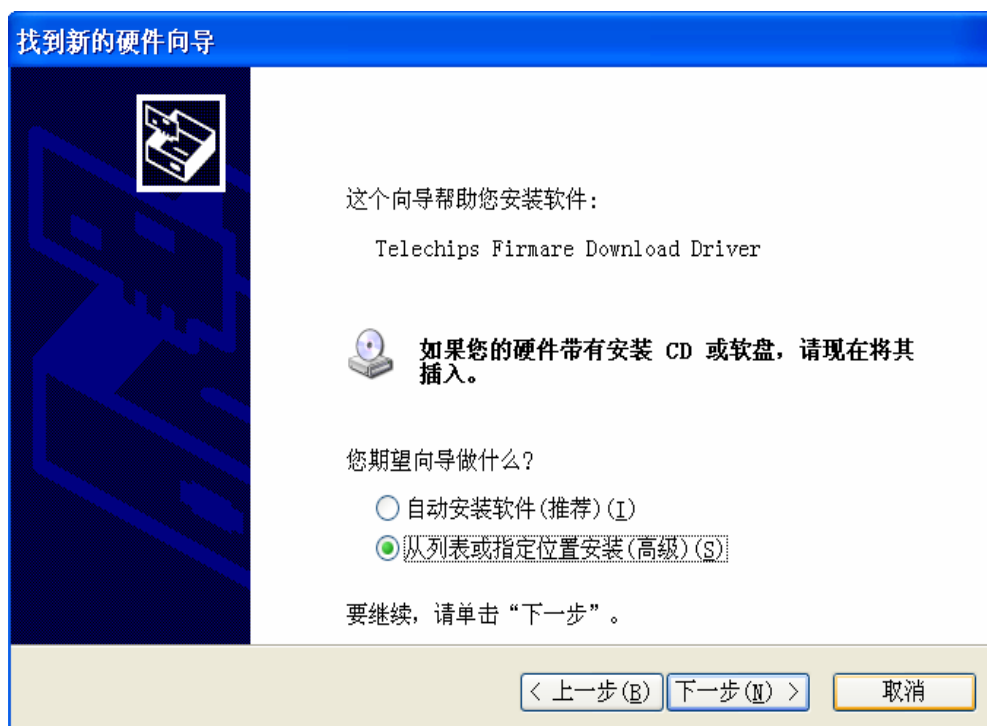 找到新的硬件向导
这个向导帮助您安装软件:
Telechips Firmare Download Driver
如果您的硬件带有安装 CD 或软盘，请现在将其
插入。
您期望向导做什么?
自动安装软件(推荐)(I)
从列表或指定位置安装(高级)(S)
要继续，请单击“下一步”。
< 上一步(B) 下一步(N) > 取消